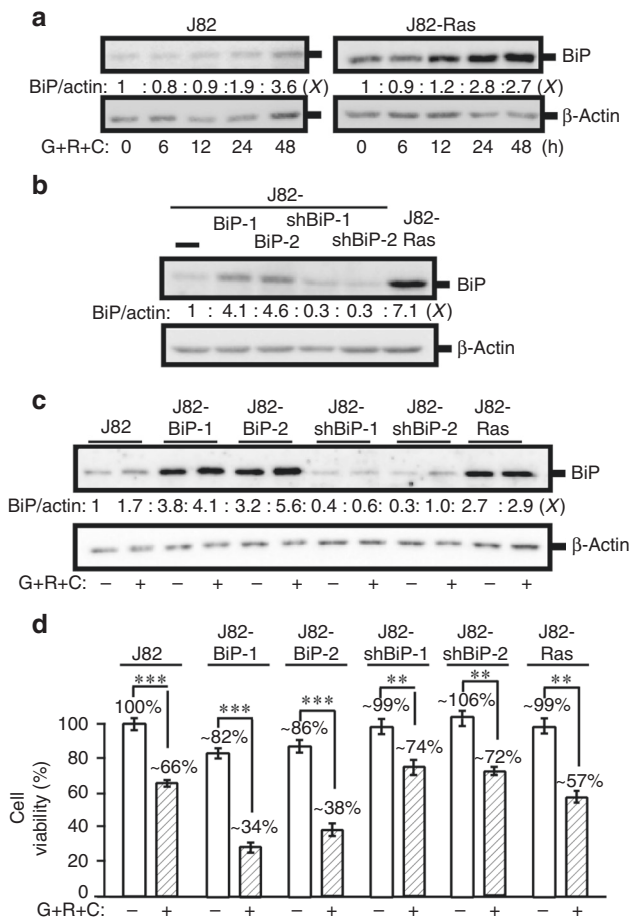 a
J82
J82-Ras
BiP
BiP/actin: 1 : 0.8 : 0.9 : 1.9 : 3.6 (X)
1 : 0.9 : 1.2 : 2.8 : 2.7 (X)
β-Actin
G+R+C: 0 6 12 24 48
0 6 12 24 48 (h)
b
J82-
BiP-1
shBiP-1
J82-
BiP-2
shBiP-2
Ras
BiP
BiP/actin: 1 : 4.1 : 4.6 : 0.3 : 0.3 : 7.1 (X)
β-Actin
c
J82
J82-BiP-1
J82-BiP-2
J82-shBiP-1
J82-shBiP-2
J82-Ras
BiP
BiP/actin: 1 1.7 : 3.8: 4.1 : 3.2 : 5.6: 0.4 : 0.6: 0.3: 1.0: 2.7 : 2.9 (X)
β-Actin
G+R+C: – + – + – + – + – + – +
d
J82
J82-BiP-1
J82-BiP-2
J82-shBiP-1
J82-shBiP-2
J82-Ras
*** *** *** ** ** **
100% ~66% ~82% ~34% ~86% ~38% ~99% ~74% ~106% ~72% ~99% ~57%
Cell viability (%)
100
80
60
40
20
0
G+R+C: – + – + – + – + – + – +